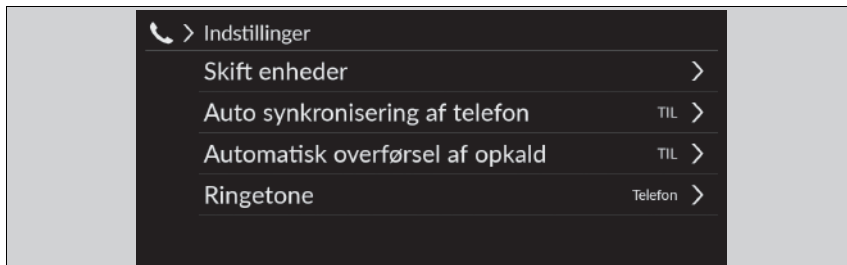 Indstillinger
Skift enheder
Auto synkronisering af telefon TIL
Automatisk overførsel af opkald TIL
Ringetone Telefon